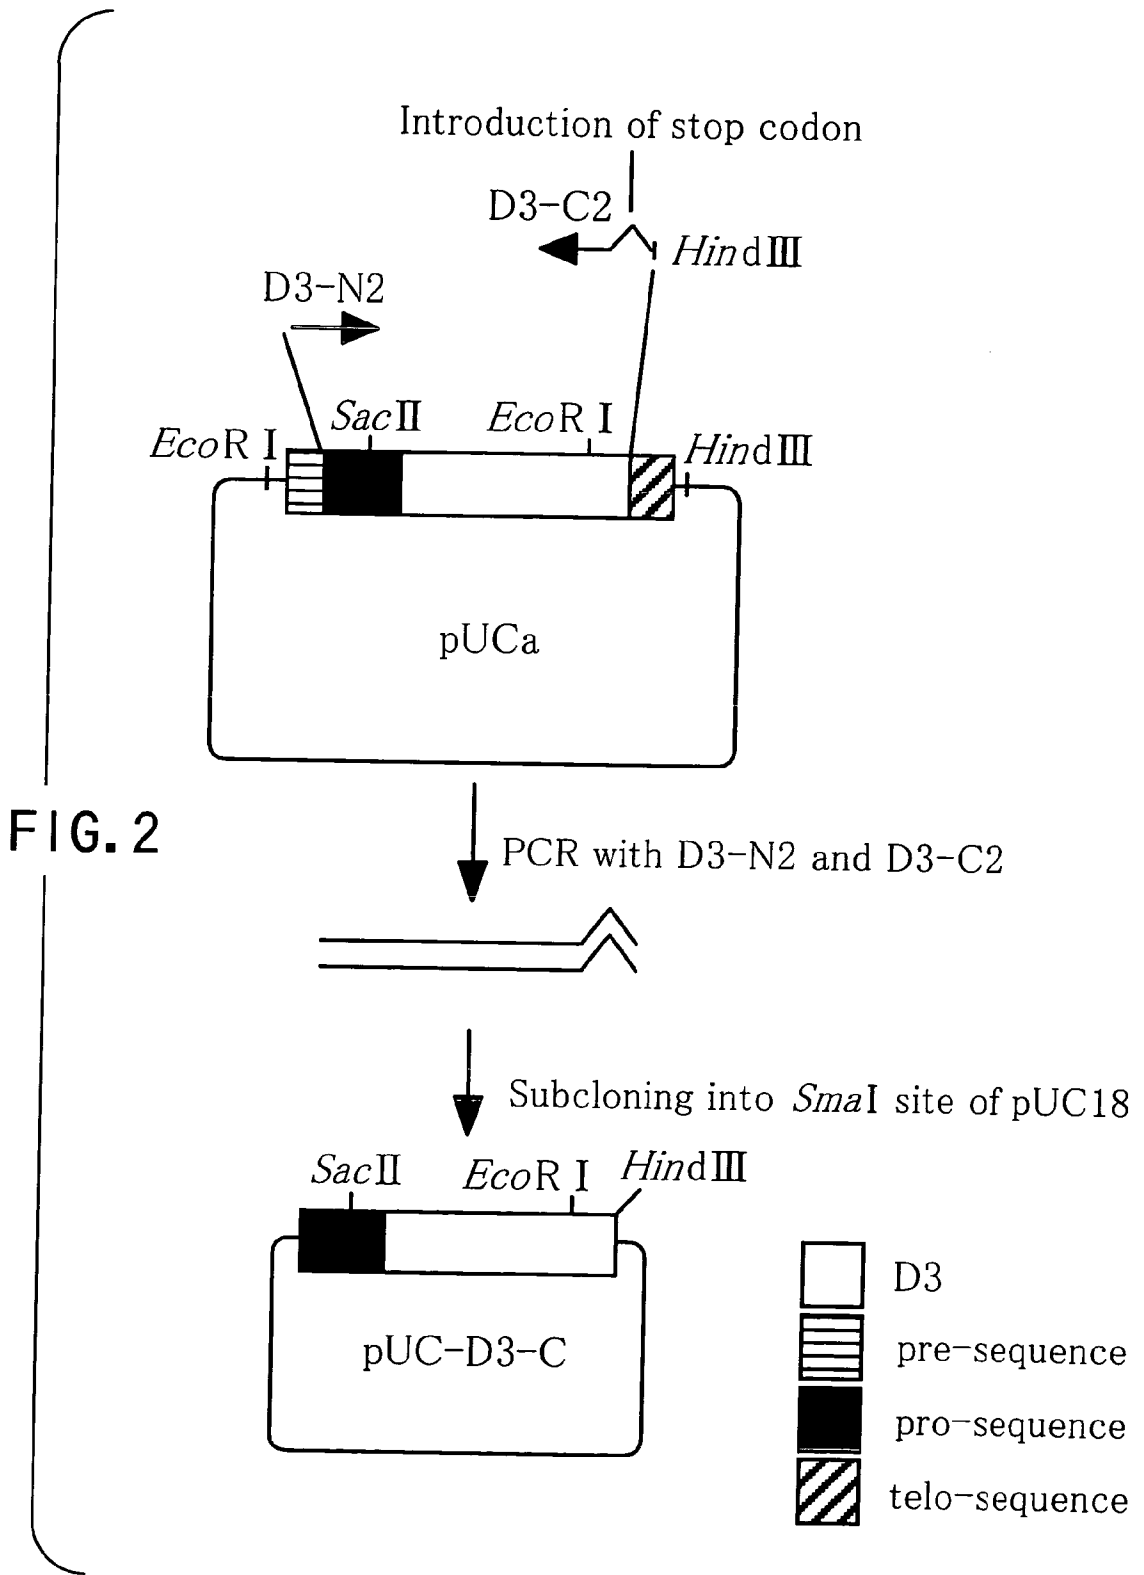 Introduction of stop codon
D3-C2
HindⅢ
D3-N2
EcoR I
SacⅡ
EcoR I
HindⅢ
pUCa
FIG. 2
PCR with D3-N2 and D3-C2
Subcloning into SmaI site of pUC18
SacⅡ
EcoR I
HindⅢ
pUC-D3-C
D3
pre-sequence
pro-sequence
telo-sequence